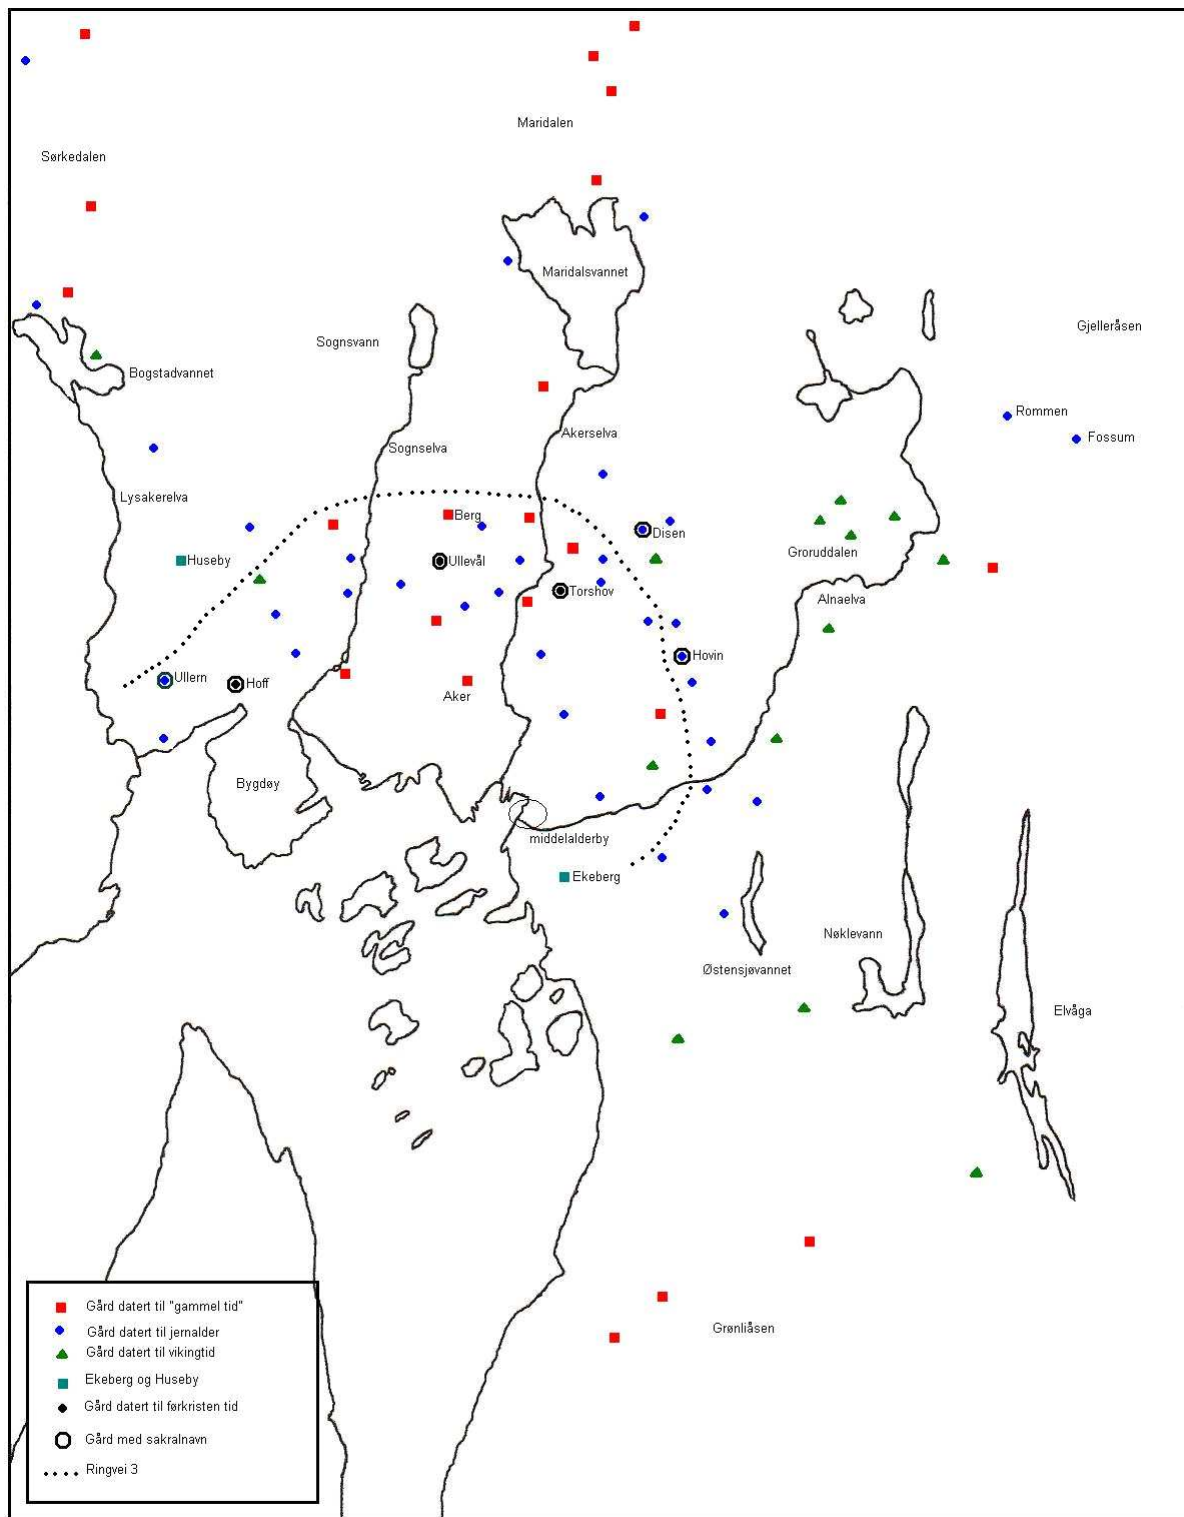 Maridalen
Sørkedalen
Maridalsvannet
Gjelleråsen
Sognsvann
Bogstadvannet
Rommen
Akerselva
Fossum
Sognselva
Lysakerelva
Berg
Disen
Groruddalen
Huseby
Ullevål
Torshov
Alnaelva
Hovin
Ullern
Hoff
Aker
Bygdøy
middelalderby
Ekeberg
Nøklevann
Østensjøvannet
Elvåga
Grønliåsen
Gård datert til "gammel tid"
Gård datert til jernalder
Gård datert til vikingtid
Ekeberg og Huseby
Gård datert til førkristen tid
Gård med sakralnavn
Ringvei 3